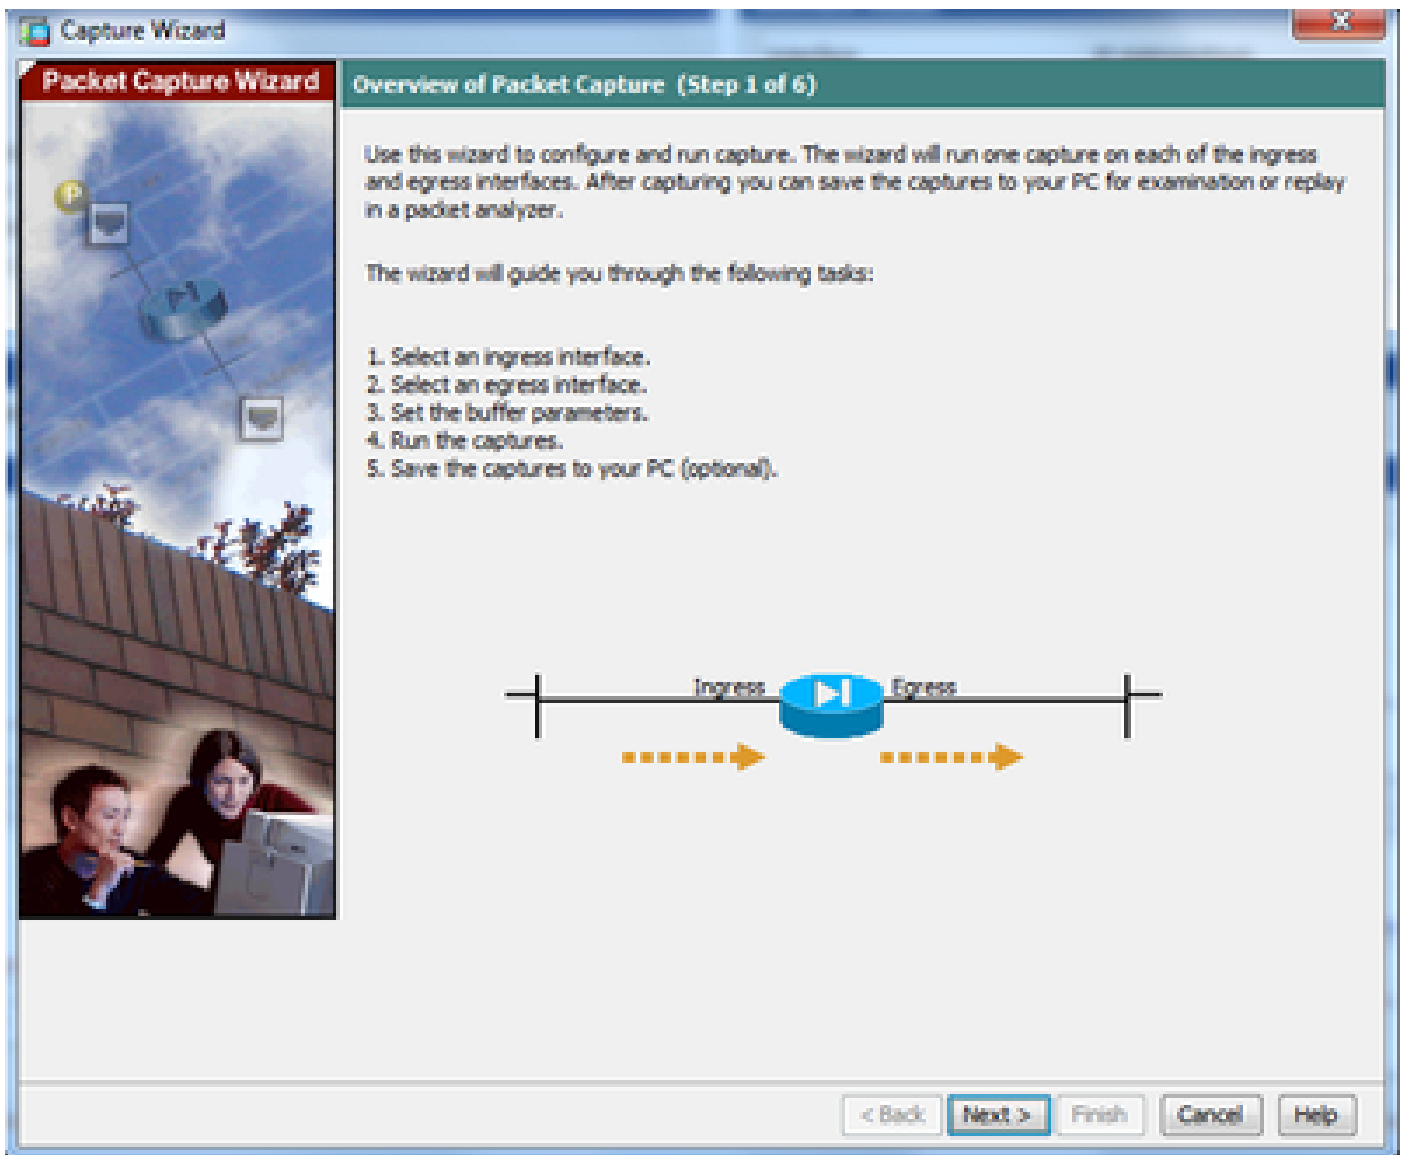 Capture Wizard
Packet Capture Wizard
Overview of Packet Capture (Step 1 of 6)
Use this wizard to configure and run capture. The wizard will run one capture on each of the ingress
and egress interfaces. After capturing you can save the captures to your PC for examination or replay
in a packet analyzer.
The wizard will guide you through the following tasks:
1. Select an ingress interface.
2. Select an egress interface.
3. Set the buffer parameters.
4. Run the captures.
5. Save the captures to your PC (optional).
Ingress
Egress
P
< Back
Next >
Finish
Cancel
Help